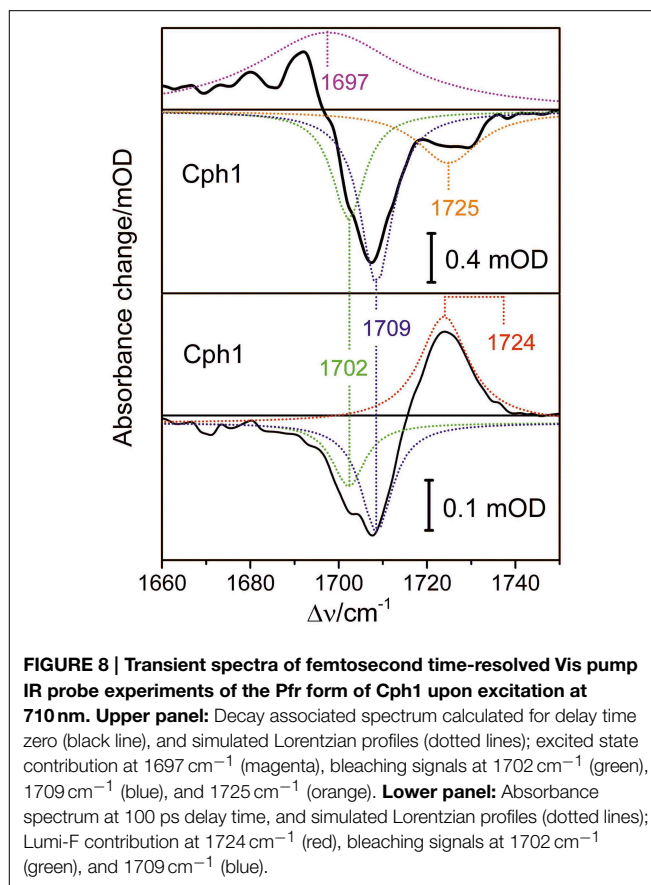 Absorbance change/mOD
1697
Cph1
1725
0.4 mOD
1709
1724
Cph1
1702
0.1 mOD
1660 1680 1700 1720 1740
Δν/cm⁻¹
FIGURE 8 | Transient spectra of femtosecond time-resolved Vis pump
IR probe experiments of the Pfr form of Cph1 upon excitation at
710 nm. Upper panel: Decay associated spectrum calculated for delay time
zero (black line), and simulated Lorentzian profiles (dotted lines); excited state
contribution at 1697 cm⁻¹ (magenta), bleaching signals at 1702 cm⁻¹ (green),
1709 cm⁻¹ (blue), and 1725 cm⁻¹ (orange). Lower panel: Absorbance
spectrum at 100 ps delay time, and simulated Lorentzian profiles (dotted lines);
Lumi-F contribution at 1724 cm⁻¹ (red), bleaching signals at 1702 cm⁻¹
(green), and 1709 cm⁻¹ (blue).